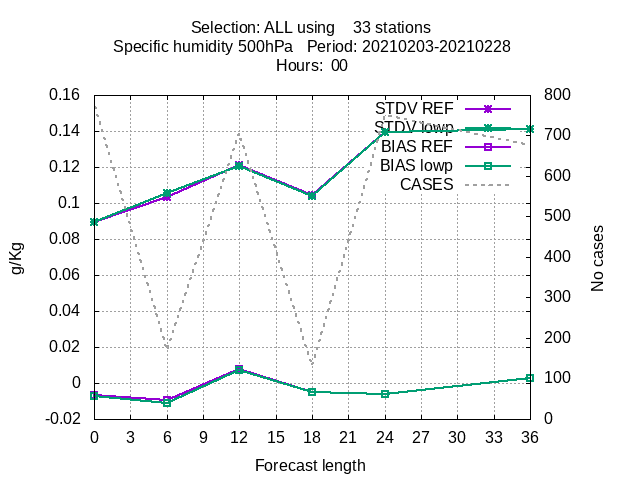 Selection: ALL using    33 stations
Specific humidity 500hPa   Period: 20210203-20210228
Hours:  00
0.16
0.14
0.12
0.1
0.08
0.06
0.04
0.02
0
-0.02
g/Kg
STDV REF
STDV lowp
BIAS REF
BIAS lowp
CASES
800
700
600
500
400
300
200
100
0
No cases
0 3 6 9 12 15 18 21 24 27 30 33 36
Forecast length